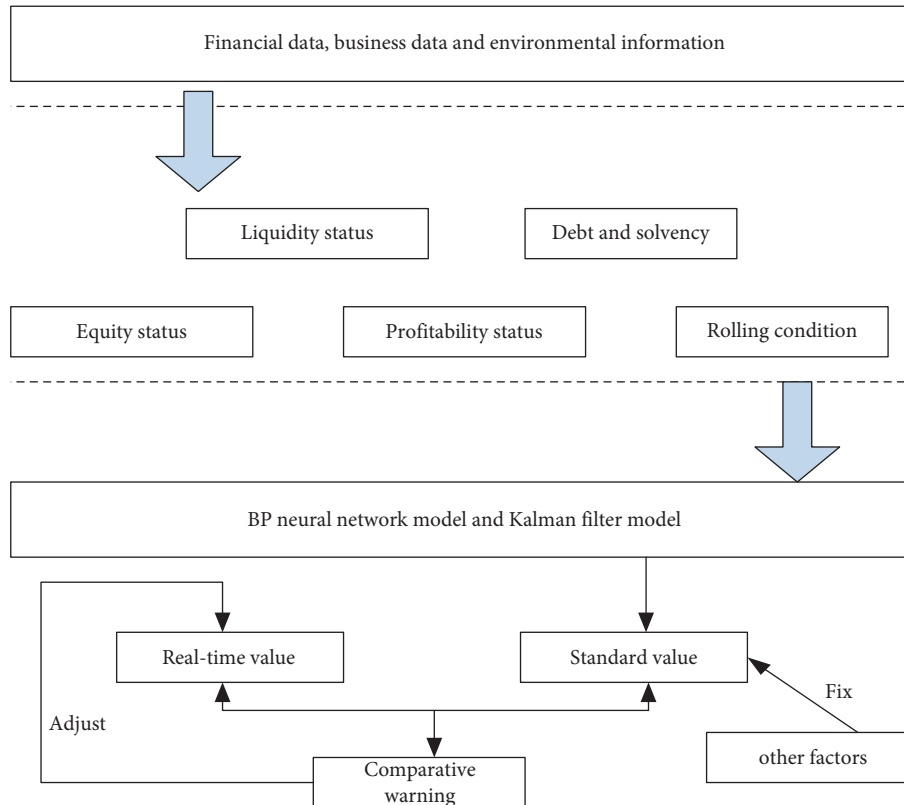 Financial data, business data and environmental information
Liquidity status
Debt and solvency
Equity status
Profitability status
Rolling condition
BP neural network model and Kalman filter model
Real-time value
Standard value
Fix
Adjust
other factors
Comparative
warning